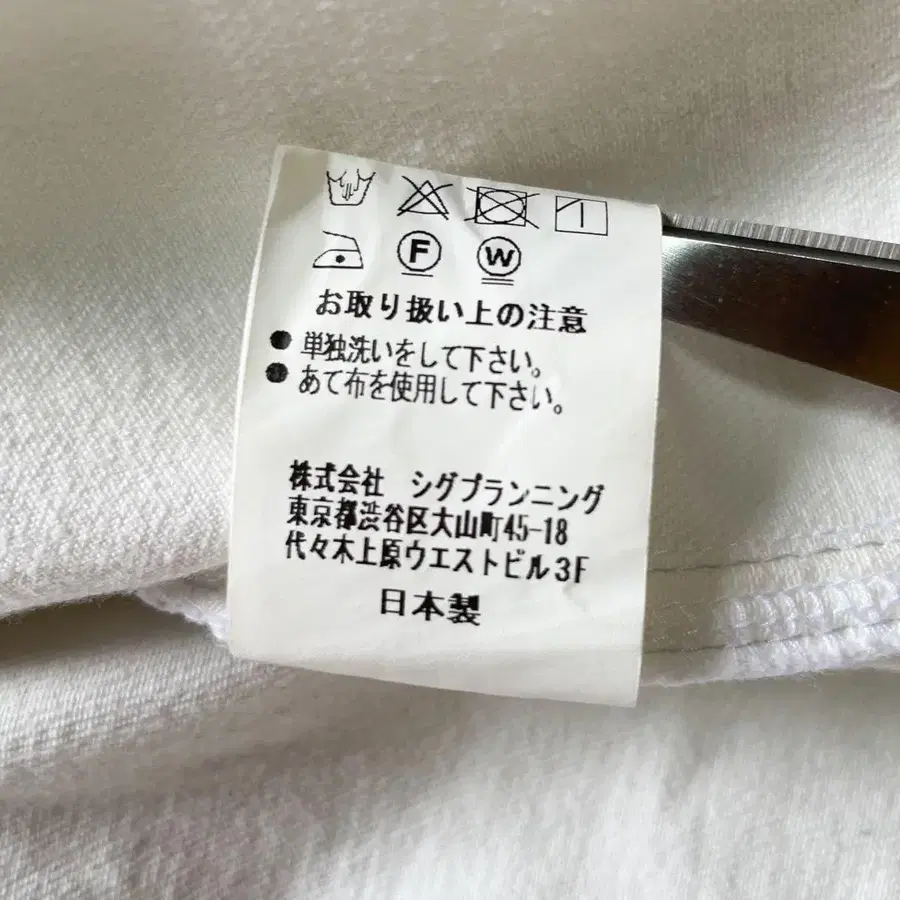 F W
お取り扱い上の注意
● 単独洗いをして下さい。
● あて布を使用して下さい。
株式会社 シグプランニング
東京都渋谷区大山町45-18
代々木上原ウエストビル3F
日本製